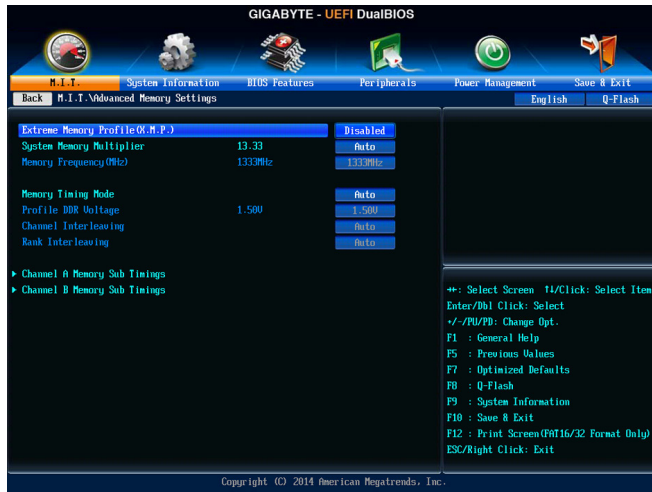 GIGABYTE - UEFI DualBIOS
M.I.T. System Information BIOS Features Peripherals Power Management Save & Exit
Back M.I.T.\Advanced Memory Settings English Q-Flash
Extreme Memory Profile(X.M.P.) Disabled
System Memory Multiplier 13.33 Auto
Memory Frequency(MHz) 1333MHz 1333MHz
Memory Timing Mode Auto
Profile DDR Voltage 1.50V 1.50V
Channel Interleaving Auto
Rank Interleaving Auto
Channel A Memory Sub Timings
Channel B Memory Sub Timings
→←: Select Screen ↑↓/Click: Select Item
Enter/Dbl Click: Select
+/-/PU/PD: Change Opt.
F1 : General Help
F5 : Previous Values
F7 : Optimized Defaults
F8 : Q-Flash
F9 : System Information
F10 : Save & Exit
F12 : Print Screen(FAT16/32 Format Only)
ESC/Right Click: Exit
Copyright (C) 2014 American Megatrends, Inc.